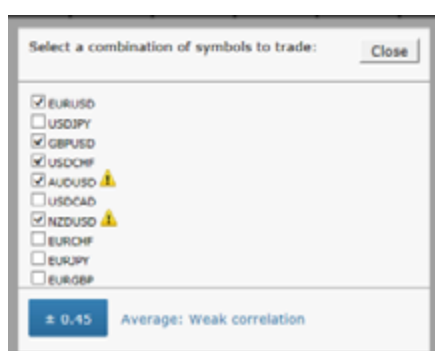 Select a combination of symbols to trade:
Close
EURUSD
USDJPY
GBPUSD
USDCHF
AUDUSD
USDCAD
NZDUSD
EURCHF
EURJPY
EURGBP
± 0.45 Average: Weak correlation